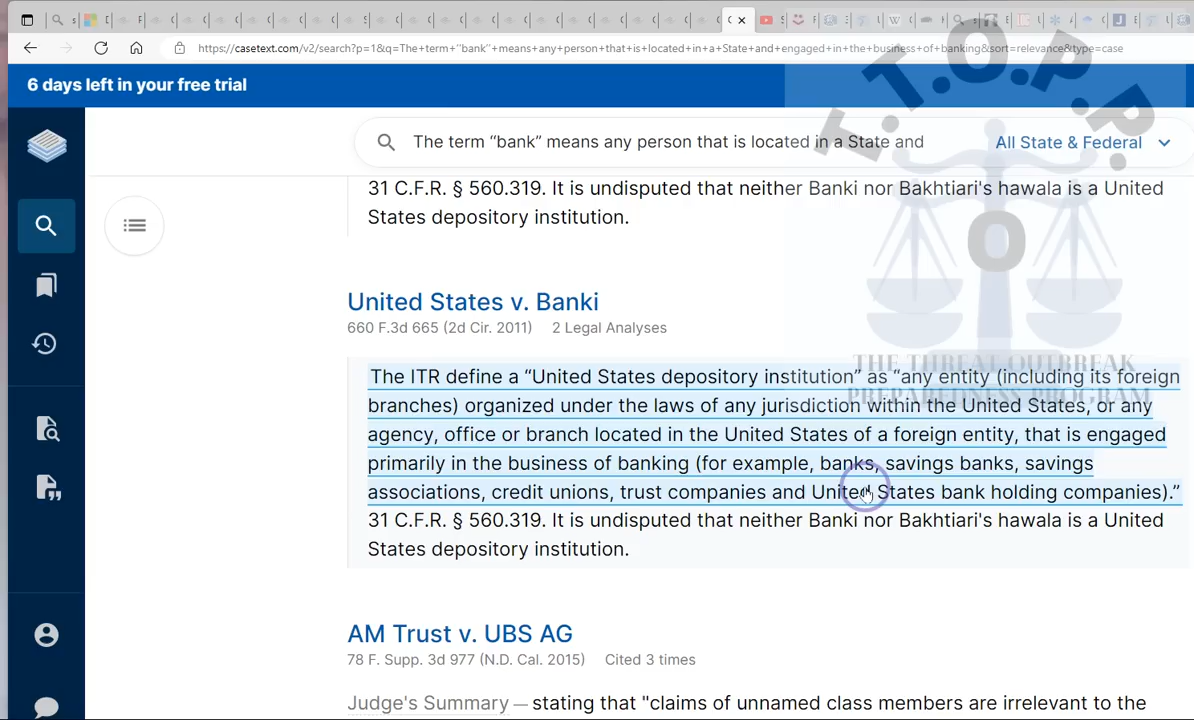 https://casetext.com/v2/search?p=1&q=The+term+"bank"+means+any+person+that+is+located+in+a+State+and+engaged+in+the+business+of+banking&sort=relevance&type=case
6 days left in your free trial
T.T.O.P.P.
The term “bank” means any person that is located in a State and
All State & Federal
31 C.F.R. § 560.319. It is undisputed that neither Banki nor Bakhtiari's hawala is a United
States depository institution.
United States v. Banki
660 F.3d 665 (2d Cir. 2011) 2 Legal Analyses
THE THREAT OUTBREAK
PREPAREDNESS PROGRAM
The ITR define a “United States depository institution” as “any entity (including its foreign
branches) organized under the laws of any jurisdiction within the United States, or any
agency, office or branch located in the United States of a foreign entity, that is engaged
primarily in the business of banking (for example, banks, savings banks, savings
associations, credit unions, trust companies and United States bank holding companies).”
31 C.F.R. § 560.319. It is undisputed that neither Banki nor Bakhtiari's hawala is a United
States depository institution.
AM Trust v. UBS AG
78 F. Supp. 3d 977 (N.D. Cal. 2015) Cited 3 times
Judge's Summary — stating that "claims of unnamed class members are irrelevant to the